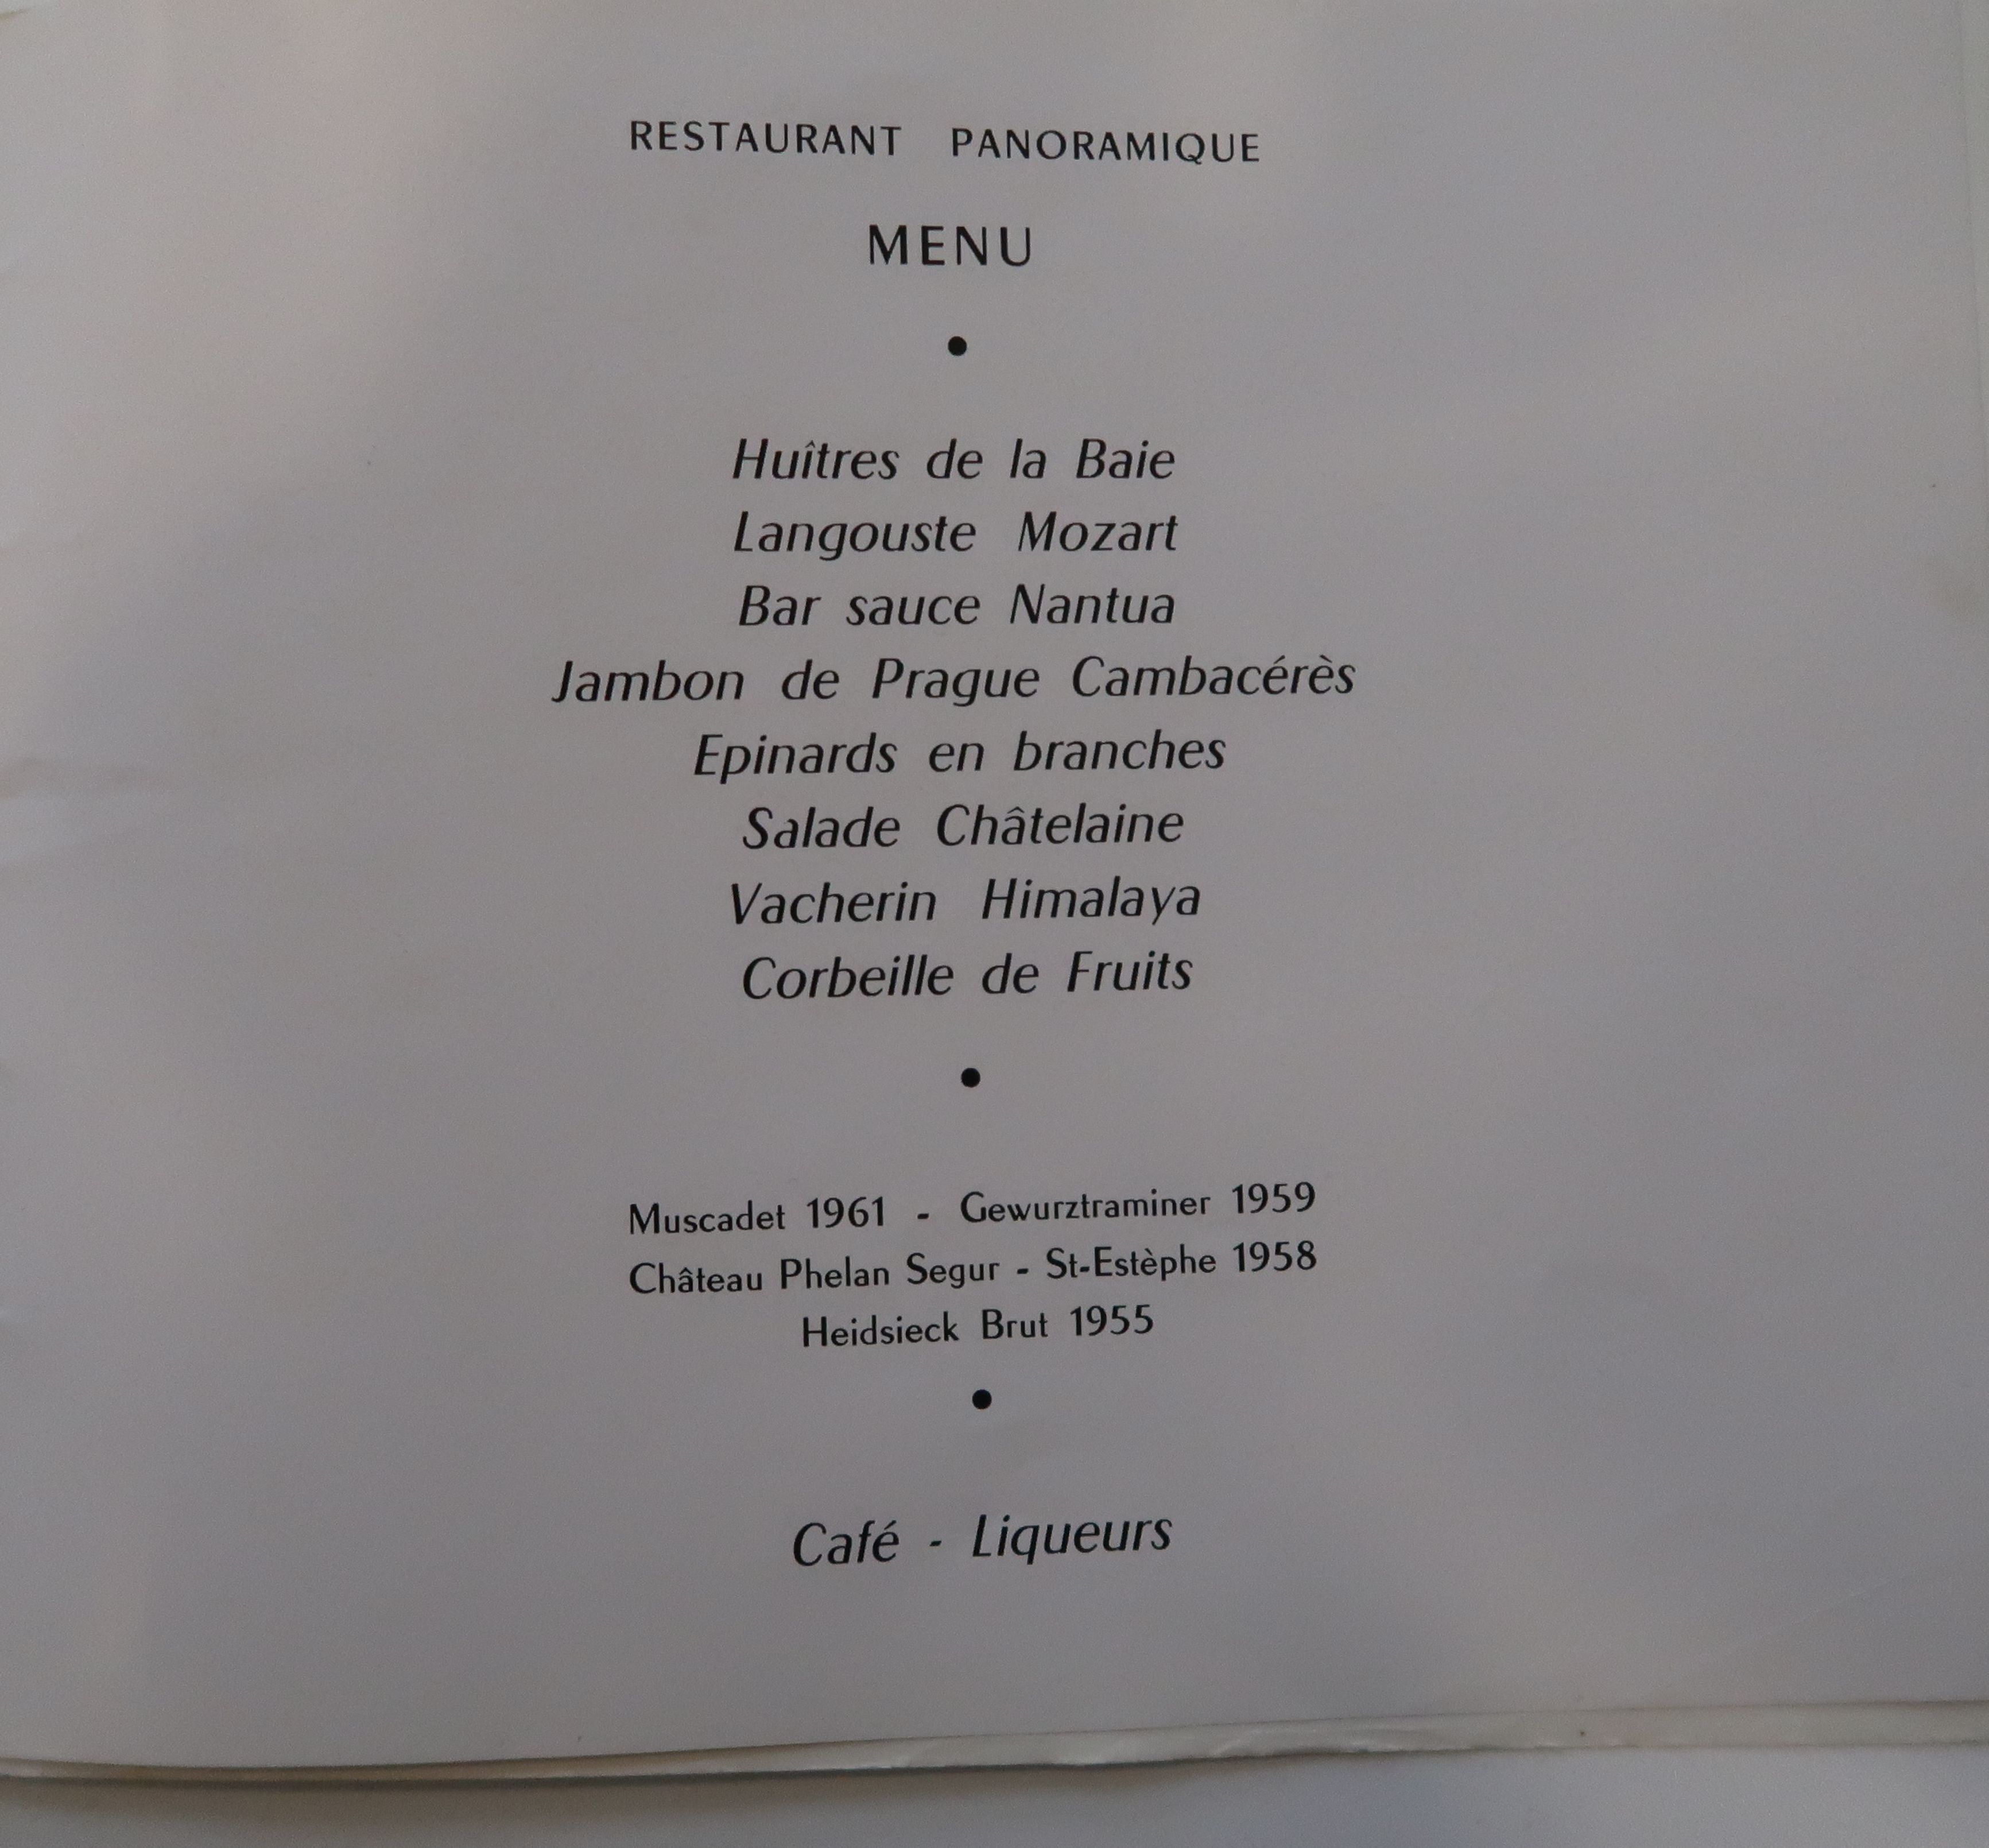 RESTAURANT PANORAMIQUE
MENU
•
Huîtres de la Baie
Langouste Mozart
Bar sauce Nantua
Jambon de Prague Cambacérès
Epinards en branches
Salade Châtelaine
Vacherin Himalaya
Corbeille de Fruits
•
Muscadet 1961 - Gewurztraminer 1959
Château Phelan Segur - St-Estèphe 1958
Heidsieck Brut 1955
•
Café - Liqueurs